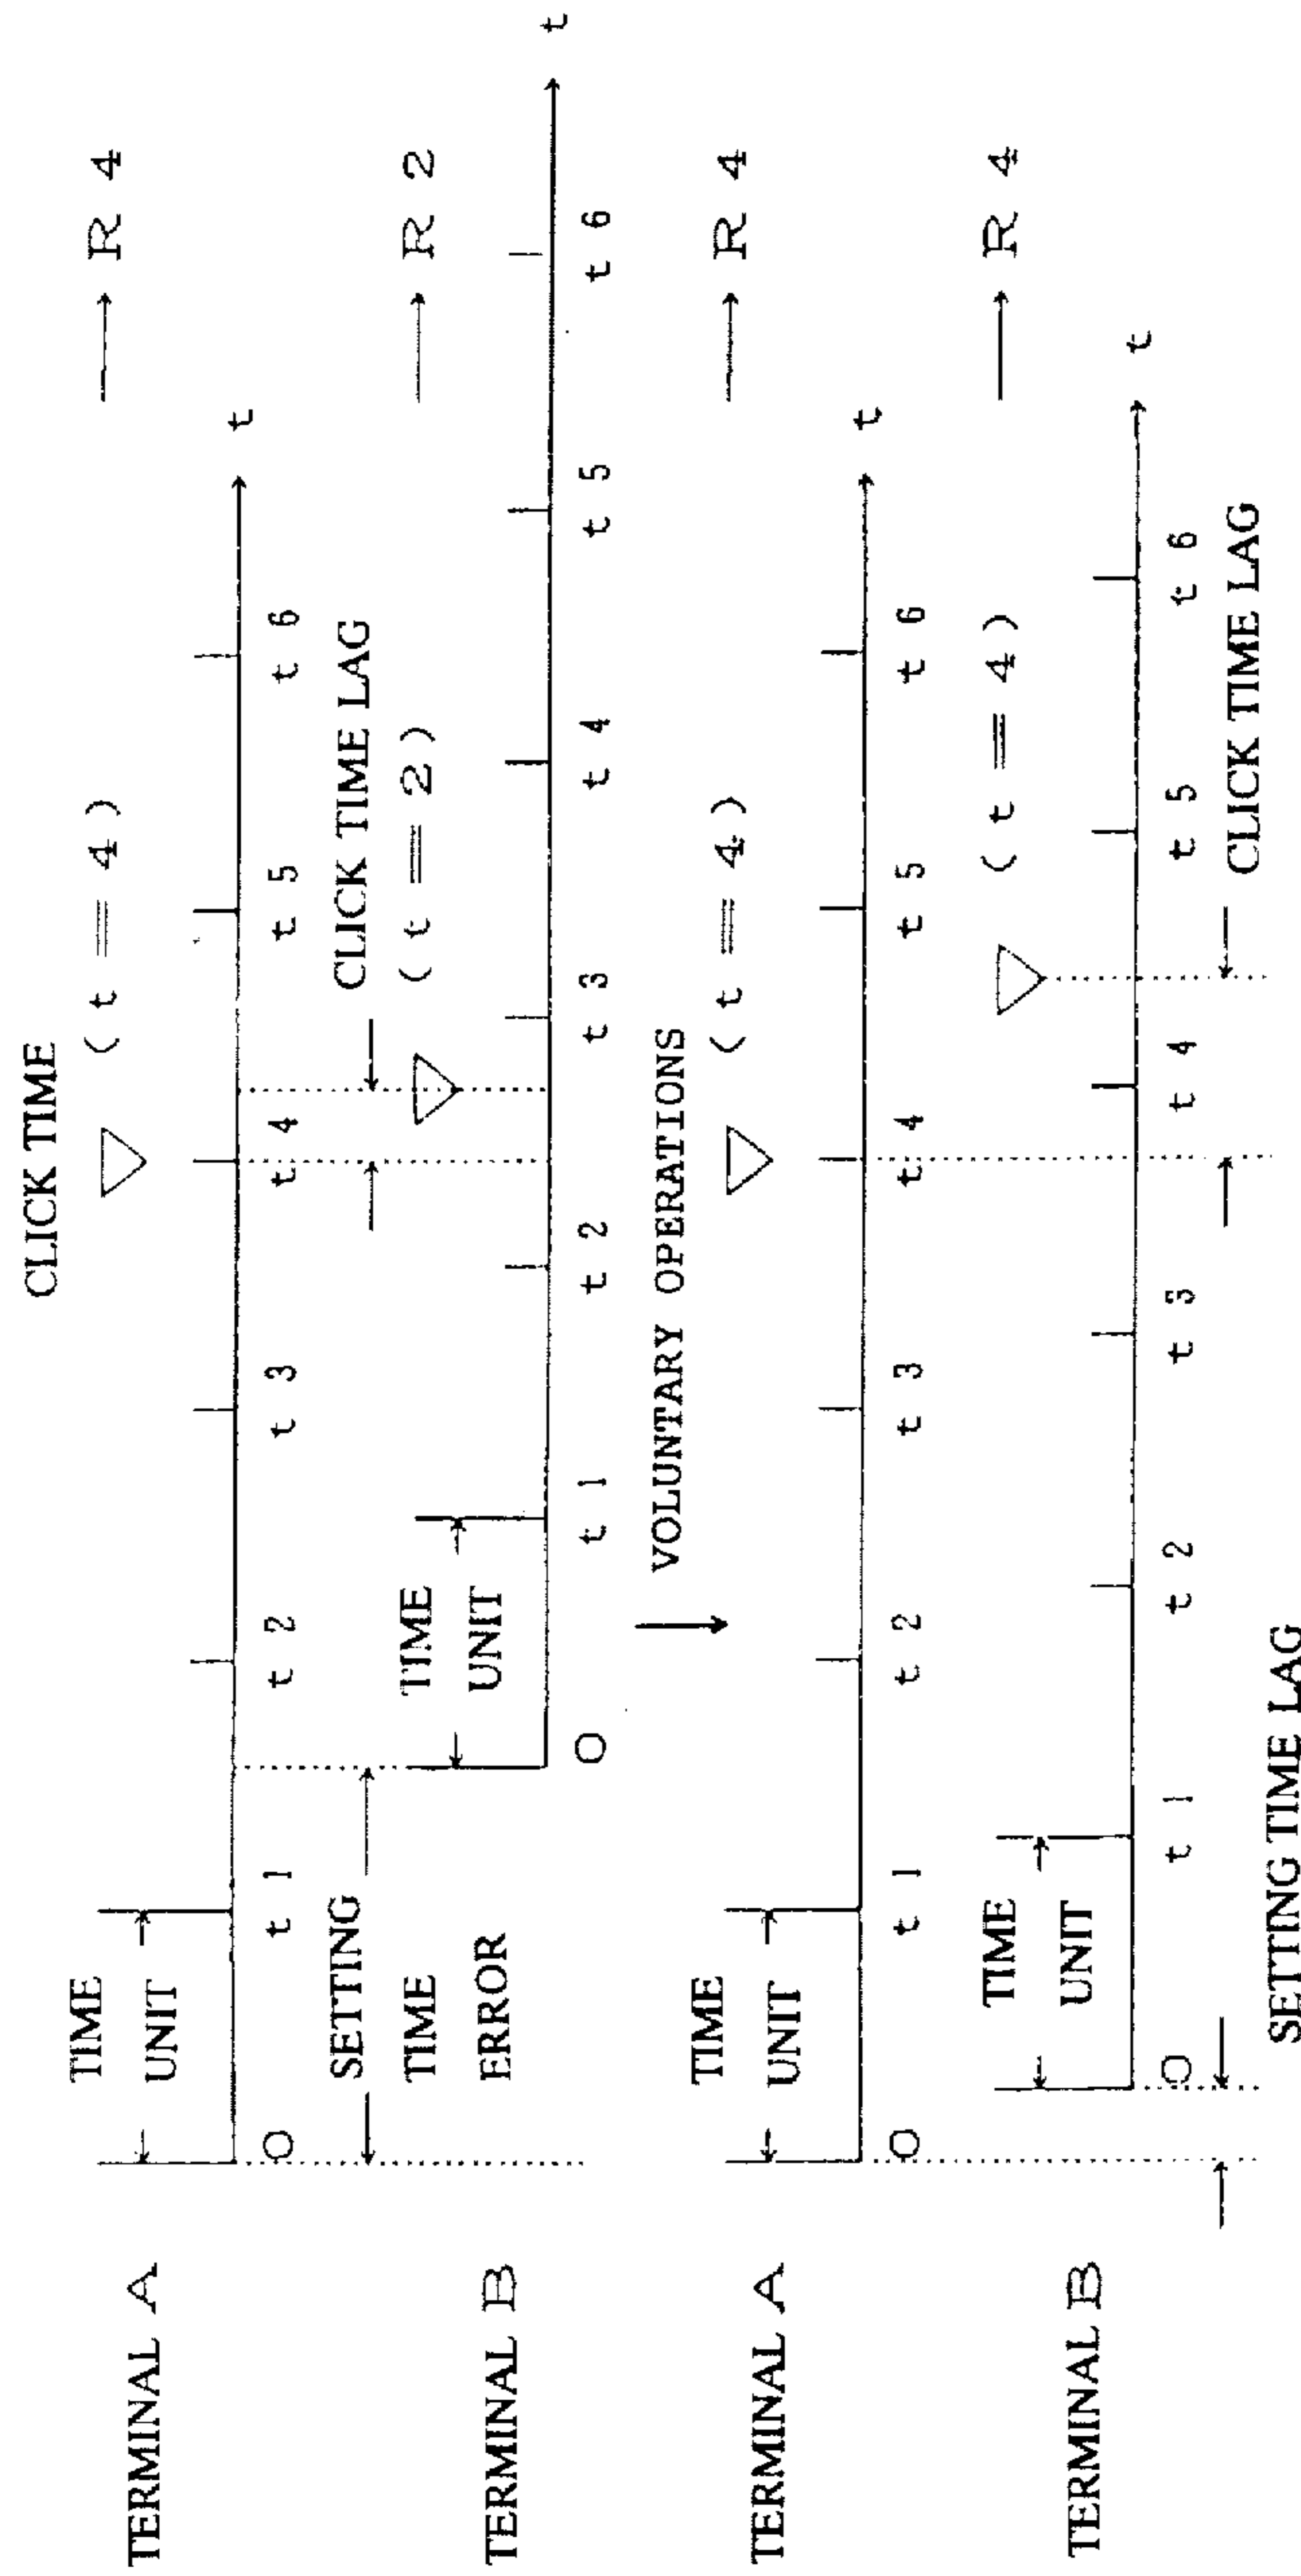 CLICK TIME
TIME UNIT
( t = 4 )
→ R 4
TERMINAL A
O t 1 t 2 t 3 t 4 t 5 t 6 t
SETTING TIME ERROR
CLICK TIME LAG
TIME UNIT
( t = 2 )
→ R 2
TERMINAL B
O t 1 t 2 t 3 t 4 t 5 t 6 t
VOLUNTARY OPERATIONS
TIME UNIT
( t = 4 )
→ R 4
TERMINAL A
O t 1 t 2 t 3 t 4 t 5 t 6 t
TIME UNIT
( t = 4 )
→ R 4
TERMINAL B
O t 1 t 2 t 3 t 4 t 5 t 6 t
CLICK TIME LAG
SETTING TIME LAG